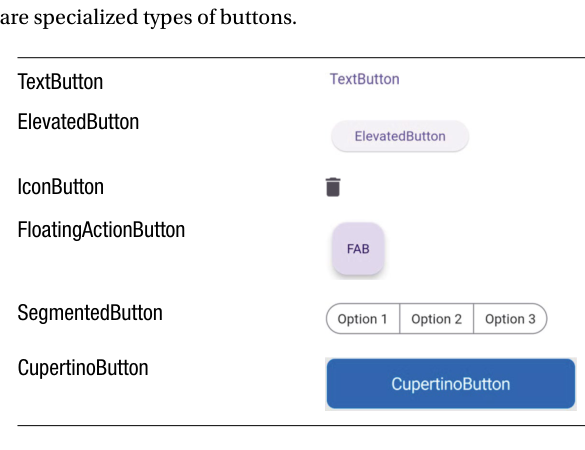 are specialized types of buttons.
TextButton TextButton
ElevatedButton ElevatedButton
IconButton
FloatingActionButton FAB
SegmentedButton Option 1 Option 2 Option 3
CupertinoButton CupertinoButton